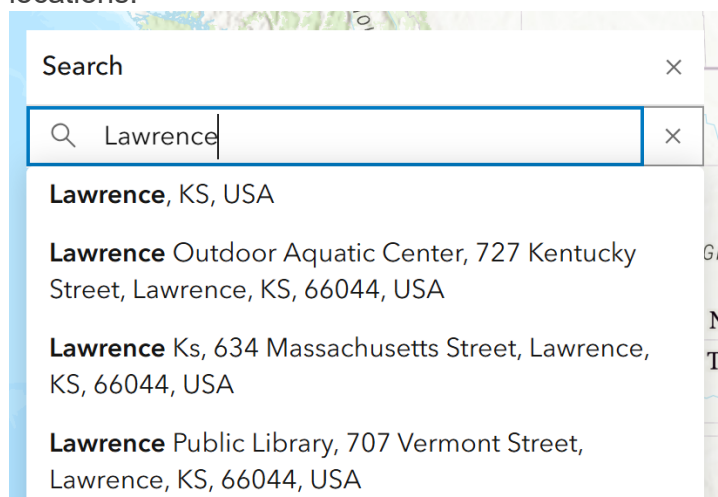 locations.
Search
Lawrence
Lawrence, KS, USA
Lawrence Outdoor Aquatic Center, 727 Kentucky
Street, Lawrence, KS, 66044, USA
Lawrence Ks, 634 Massachusetts Street, Lawrence,
KS, 66044, USA
Lawrence Public Library, 707 Vermont Street,
Lawrence, KS, 66044, USA